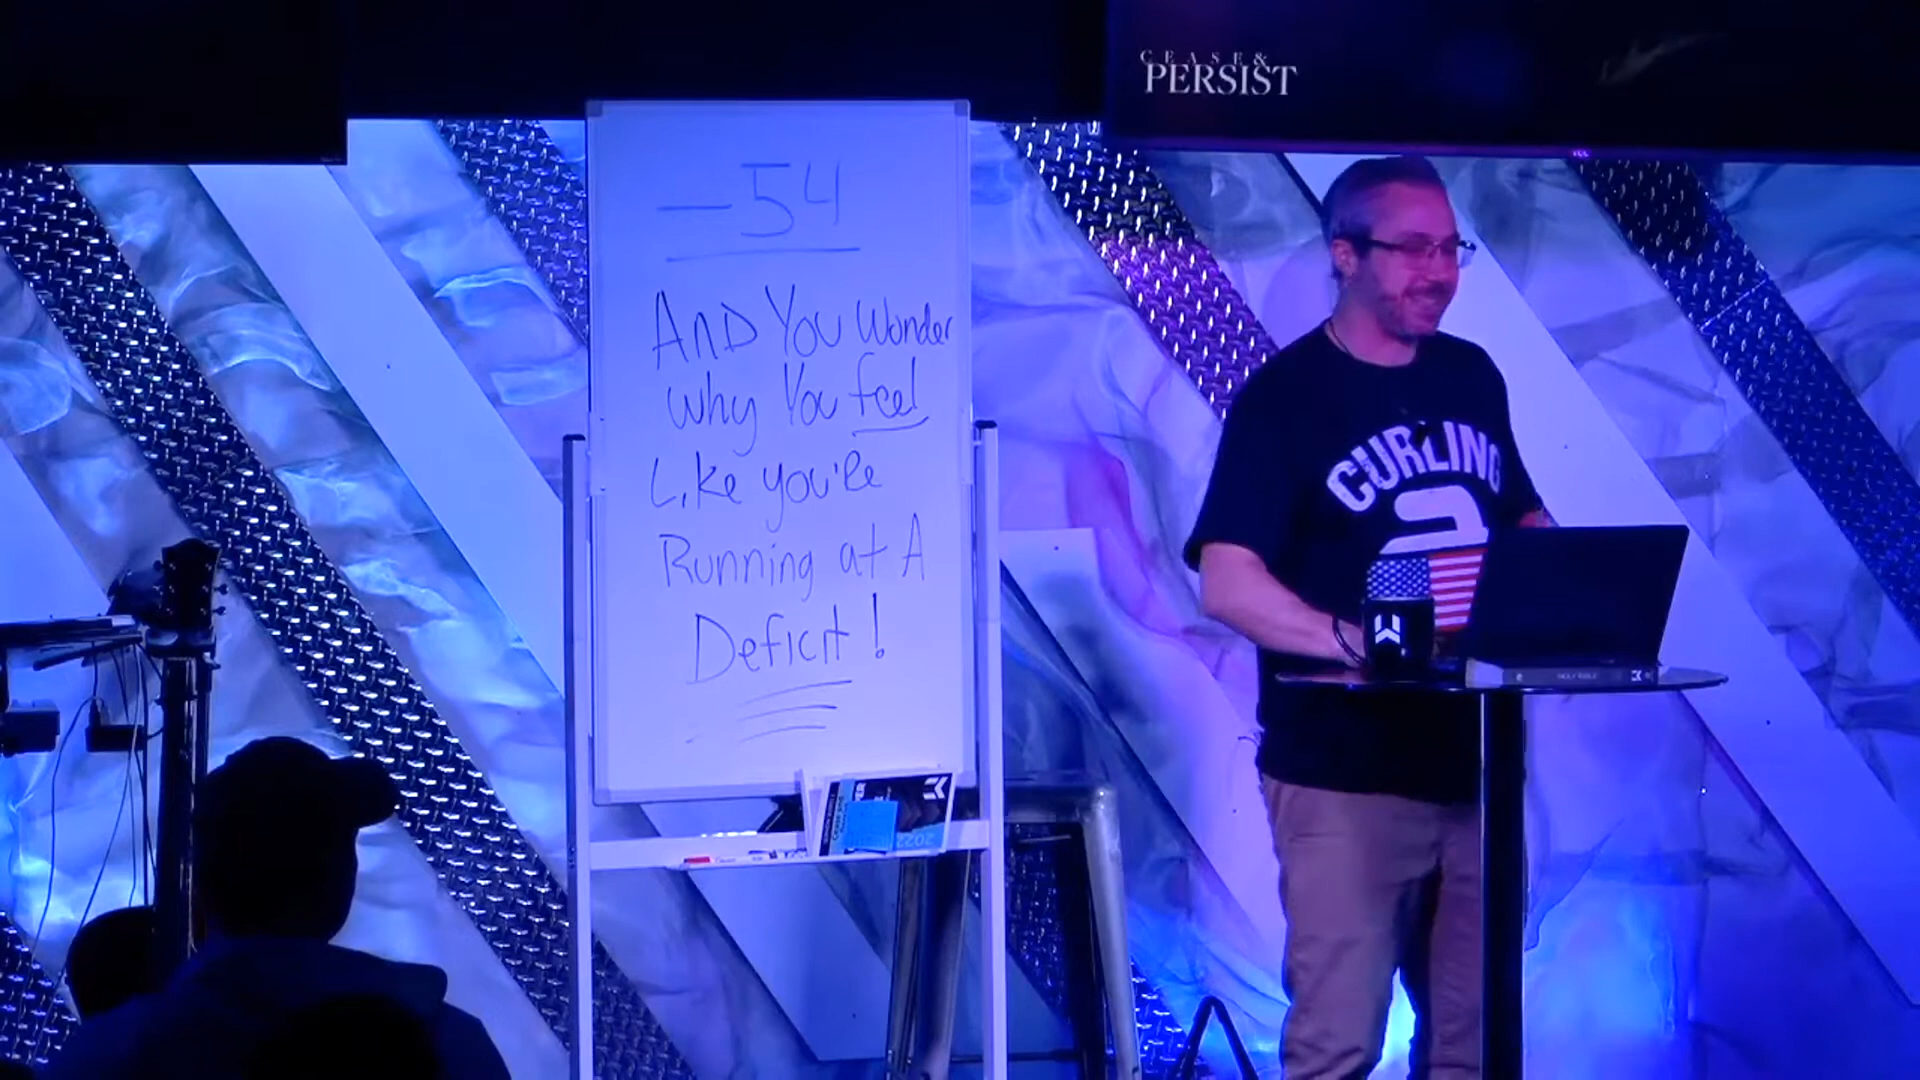 CEASE &
PERSIST
-54
AnD You Wonder
Why You feel
Like you're
Running at A
Deficit!
CURLING
2
HOLY BIBLE
2022